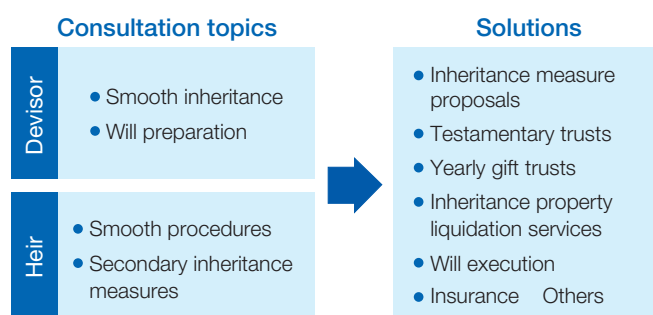 Consultation topics
Devisor
Smooth inheritance
Will preparation
Heir
Smooth procedures
Secondary inheritance
measures
Solutions
Inheritance measure
proposals
Testamentary trusts
Yearly gift trusts
Inheritance property
liquidation services
Will execution
Insurance Others